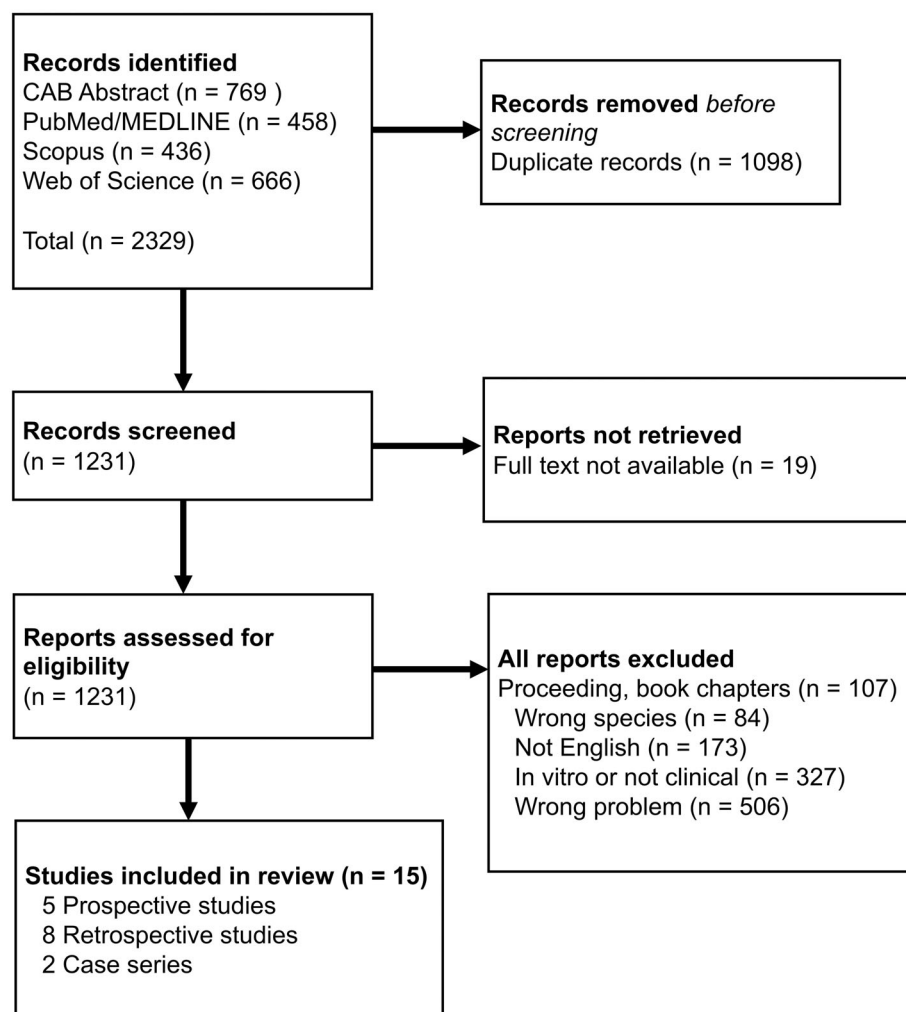 Records identified
CAB Abstract (n = 769 )
PubMed/MEDLINE (n = 458)
Scopus (n = 436)
Web of Science (n = 666)
Total (n = 2329)
Records removed before
screening
Duplicate records (n = 1098)
Records screened
(n = 1231)
Reports not retrieved
Full text not available (n = 19)
Reports assessed for
eligibility
(n = 1231)
All reports excluded
Proceeding, book chapters (n = 107)
Wrong species (n = 84)
Not English (n = 173)
In vitro or not clinical (n = 327)
Wrong problem (n = 506)
Studies included in review (n = 15)
5 Prospective studies
8 Retrospective studies
2 Case series